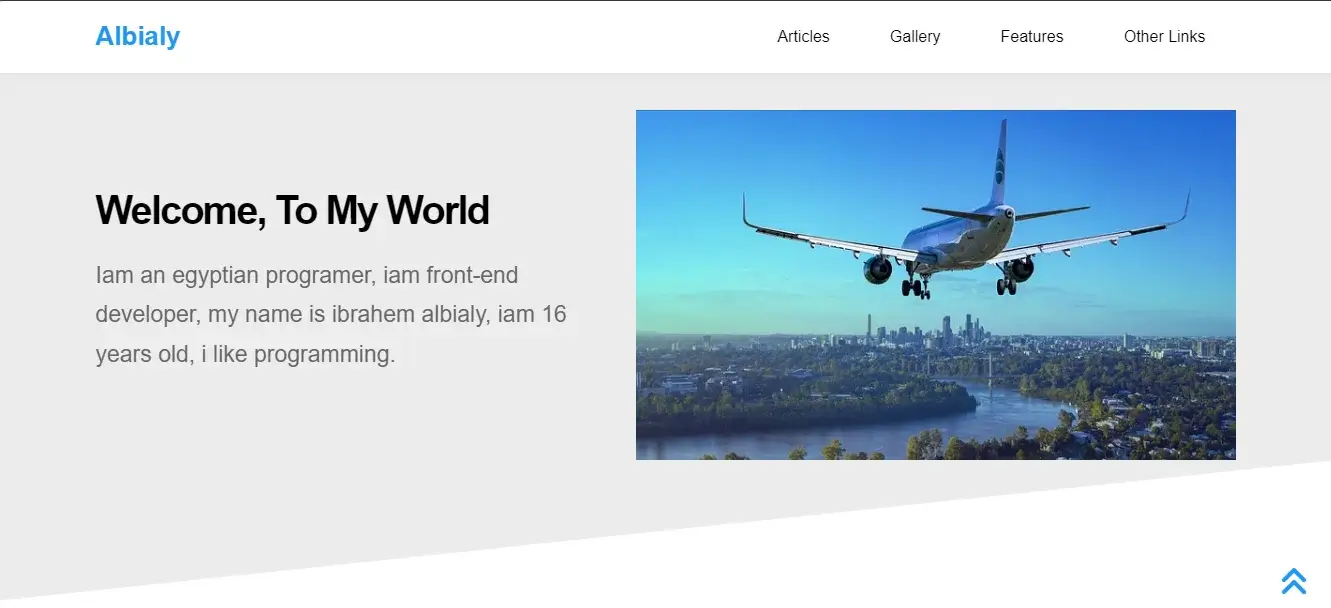 Albialy
Articles
Gallery
Features
Other Links
Welcome, To My World
Iam an egyptian programer, iam front-end
developer, my name is ibrahem albialy, iam 16
years old, i like programming.